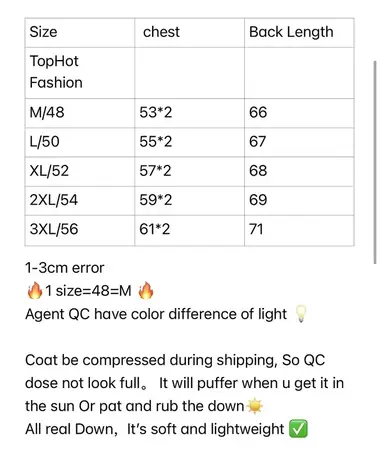 Size chest Back Length
TopHot
Fashion
M/48 53*2 66
L/50 55*2 67
XL/52 57*2 68
2XL/54 59*2 69
3XL/56 61*2 71
1-3cm error
🔥1 size=48=M 🔥
Agent QC have color difference of light 💡
Coat be compressed during shipping, So QC
dose not look full。 It will puffer when u get it in
the sun Or pat and rub the down☀️
All real Down，It's soft and lightweight ✅